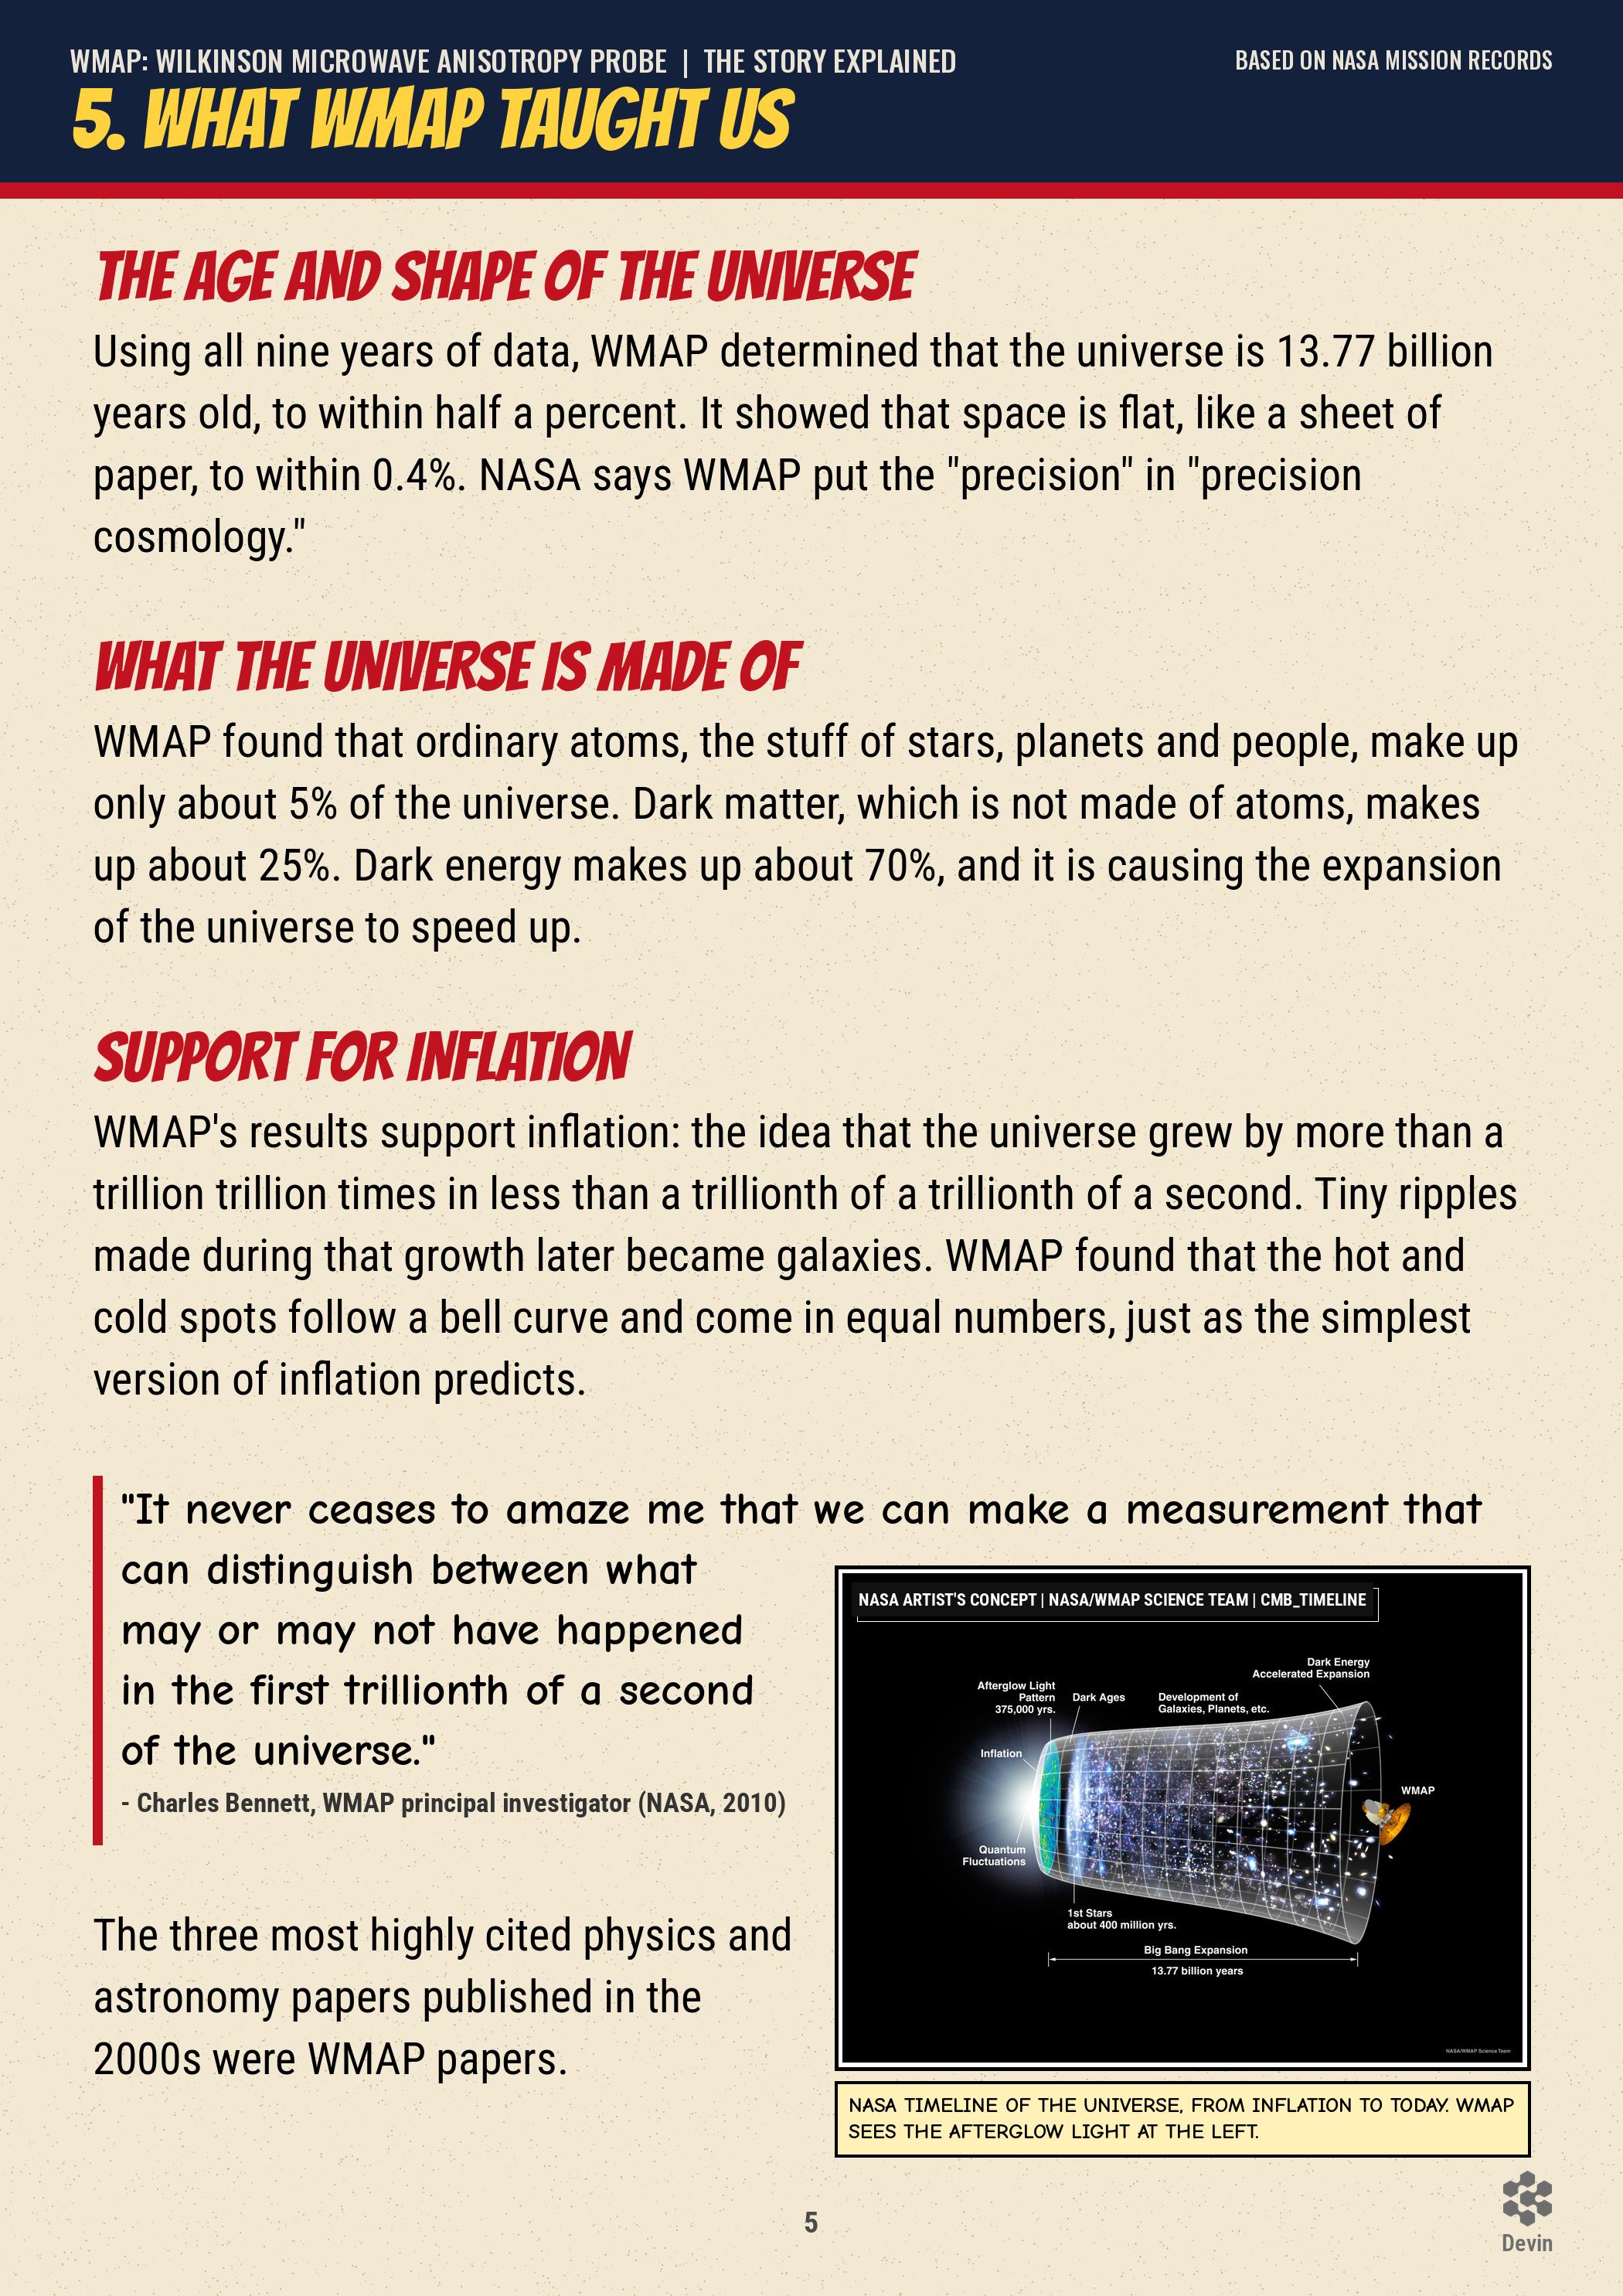 WMAP: WILKINSON MICROWAVE ANISOTROPY PROBE | THE STORY EXPLAINED
BASED ON NASA MISSION RECORDS
5. WHAT WMAP TAUGHT US
THE AGE AND SHAPE OF THE UNIVERSE
Using all nine years of data, WMAP determined that the universe is 13.77 billion
years old, to within half a percent. It showed that space is flat, like a sheet of
paper, to within 0.4%. NASA says WMAP put the "precision" in "precision
cosmology."
WHAT THE UNIVERSE IS MADE OF
WMAP found that ordinary atoms, the stuff of stars, planets and people, make up
only about 5% of the universe. Dark matter, which is not made of atoms, makes
up about 25%. Dark energy makes up about 70%, and it is causing the expansion
of the universe to speed up.
SUPPORT FOR INFLATION
WMAP's results support inflation: the idea that the universe grew by more than a
trillion trillion times in less than a trillionth of a trillionth of a second. Tiny ripples
made during that growth later became galaxies. WMAP found that the hot and
cold spots follow a bell curve and come in equal numbers, just as the simplest
version of inflation predicts.
"It never ceases to amaze me that we can make a measurement that
can distinguish between what
may or may not have happened
in the first trillionth of a second
of the universe."
- Charles Bennett, WMAP principal investigator (NASA, 2010)
The three most highly cited physics and
astronomy papers published in the
2000s were WMAP papers.
NASA ARTIST'S CONCEPT | NASA/WMAP SCIENCE TEAM | CMB_TIMELINE
Dark Energy
Accelerated Expansion
Afterglow Light
Pattern
375,000 yrs.
Dark Ages
Development of
Galaxies, Planets, etc.
Inflation
WMAP
Quantum
Fluctuations
1st Stars
about 400 million yrs.
Big Bang Expansion
13.77 billion years
NASA/WMAP Science Team
NASA TIMELINE OF THE UNIVERSE, FROM INFLATION TO TODAY. WMAP
SEES THE AFTERGLOW LIGHT AT THE LEFT.
5
Devin